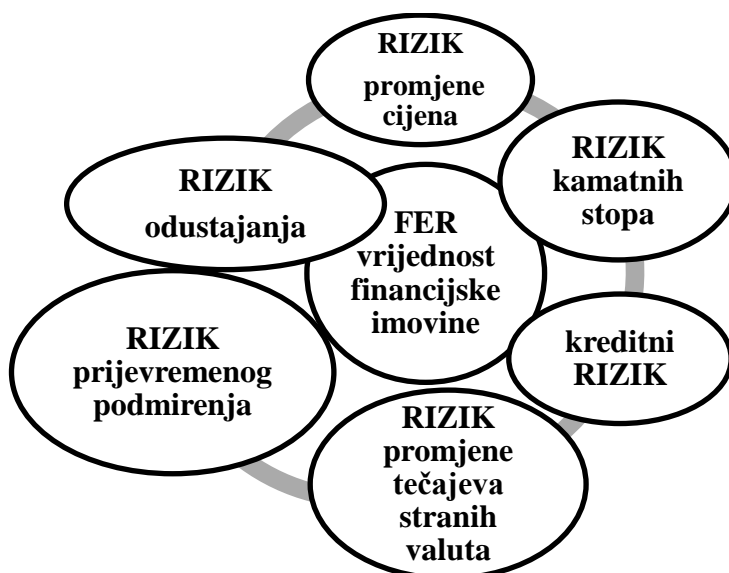 RIZIK
promjene
cijena
RIZIK
kamatnih
stopa
kreditni
RIZIK
RIZIK
promjene
tečajeva
stranih
valuta
RIZIK
prijevremenog
podmirenja
RIZIK
odustajanja
FER
vrijednost
financijske
imovine